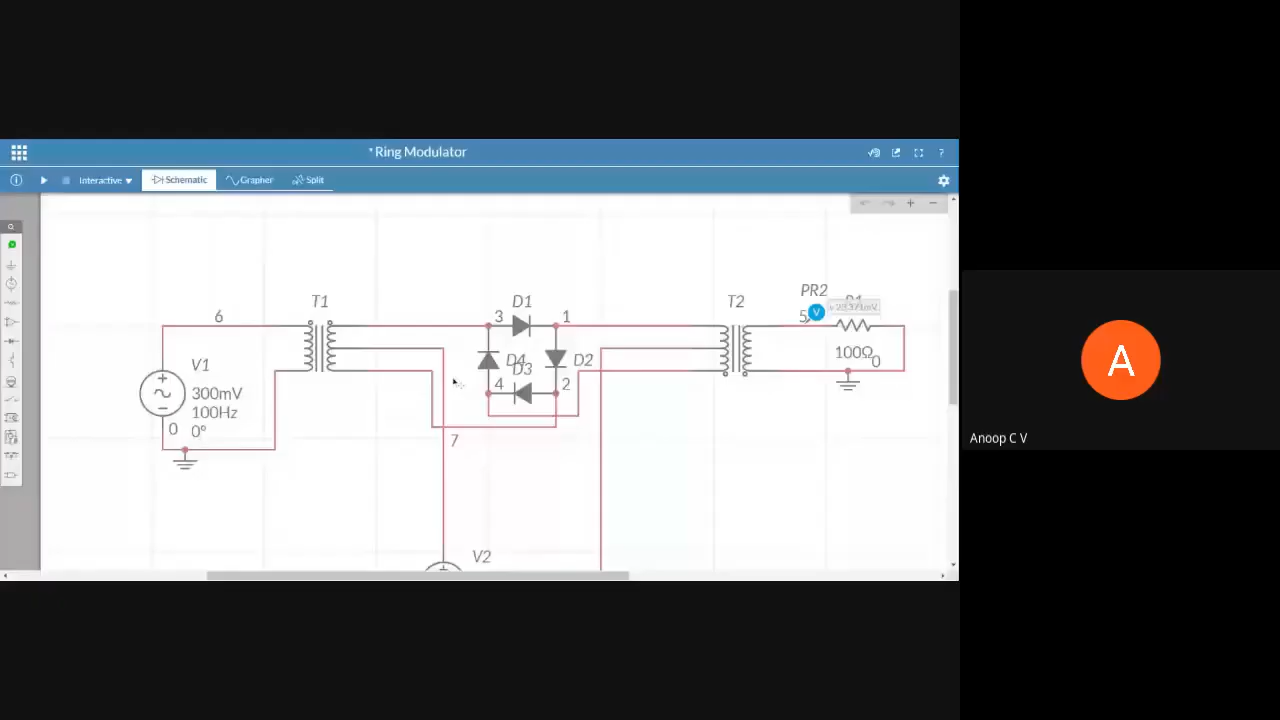 *Ring Modulator
Interactive
Schematic
Grapher
Split
T1
D1
T2
PR2
6
3
1
5
V
V1
300mV
100Hz
0°
0
D4
D3
D2
4
2
100Ω
0
7
V2
A
Anoop C V